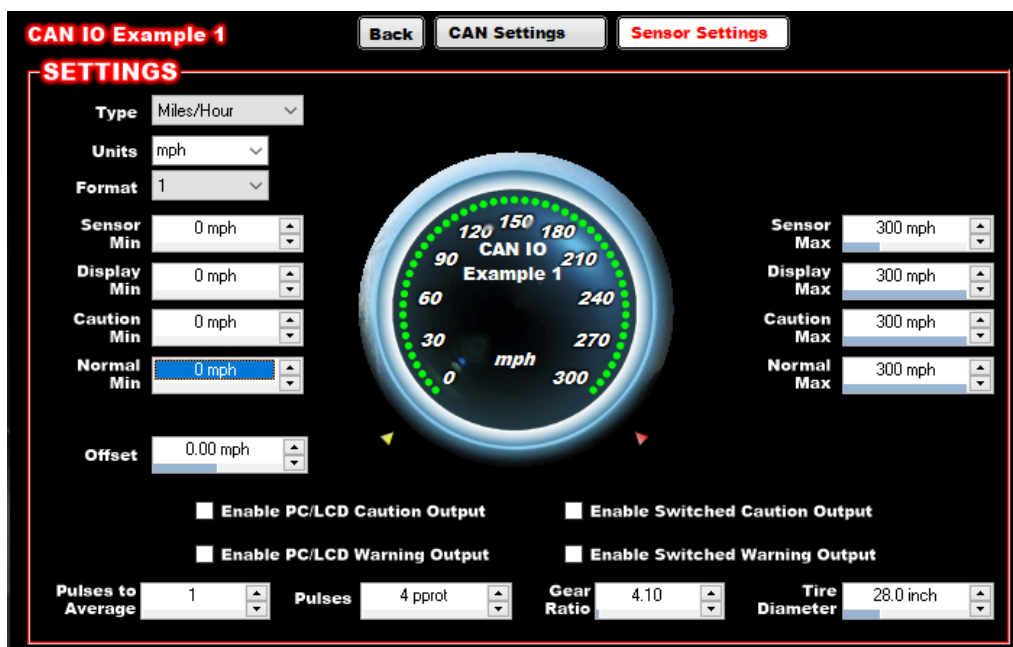 CAN IO Example 1
Back
CAN Settings
Sensor Settings
SETTINGS
Type
Miles/Hour
Units
mph
Format
1
Sensor
Min
0 mph
Display
Min
0 mph
Caution
Min
0 mph
Normal
Min
0 mph
Offset
0.00 mph
150
120
180
90
CAN IO
210
Example 1
60
240
30
270
mph
0
300
Sensor
Max
300 mph
Display
Max
300 mph
Caution
Max
300 mph
Normal
Max
300 mph
Enable PC/LCD Caution Output
Enable Switched Caution Output
Enable PC/LCD Warning Output
Enable Switched Warning Output
Pulses to
Average
1
Pulses
4 pprot
Gear
Ratio
4.10
Tire
Diameter
28.0 inch